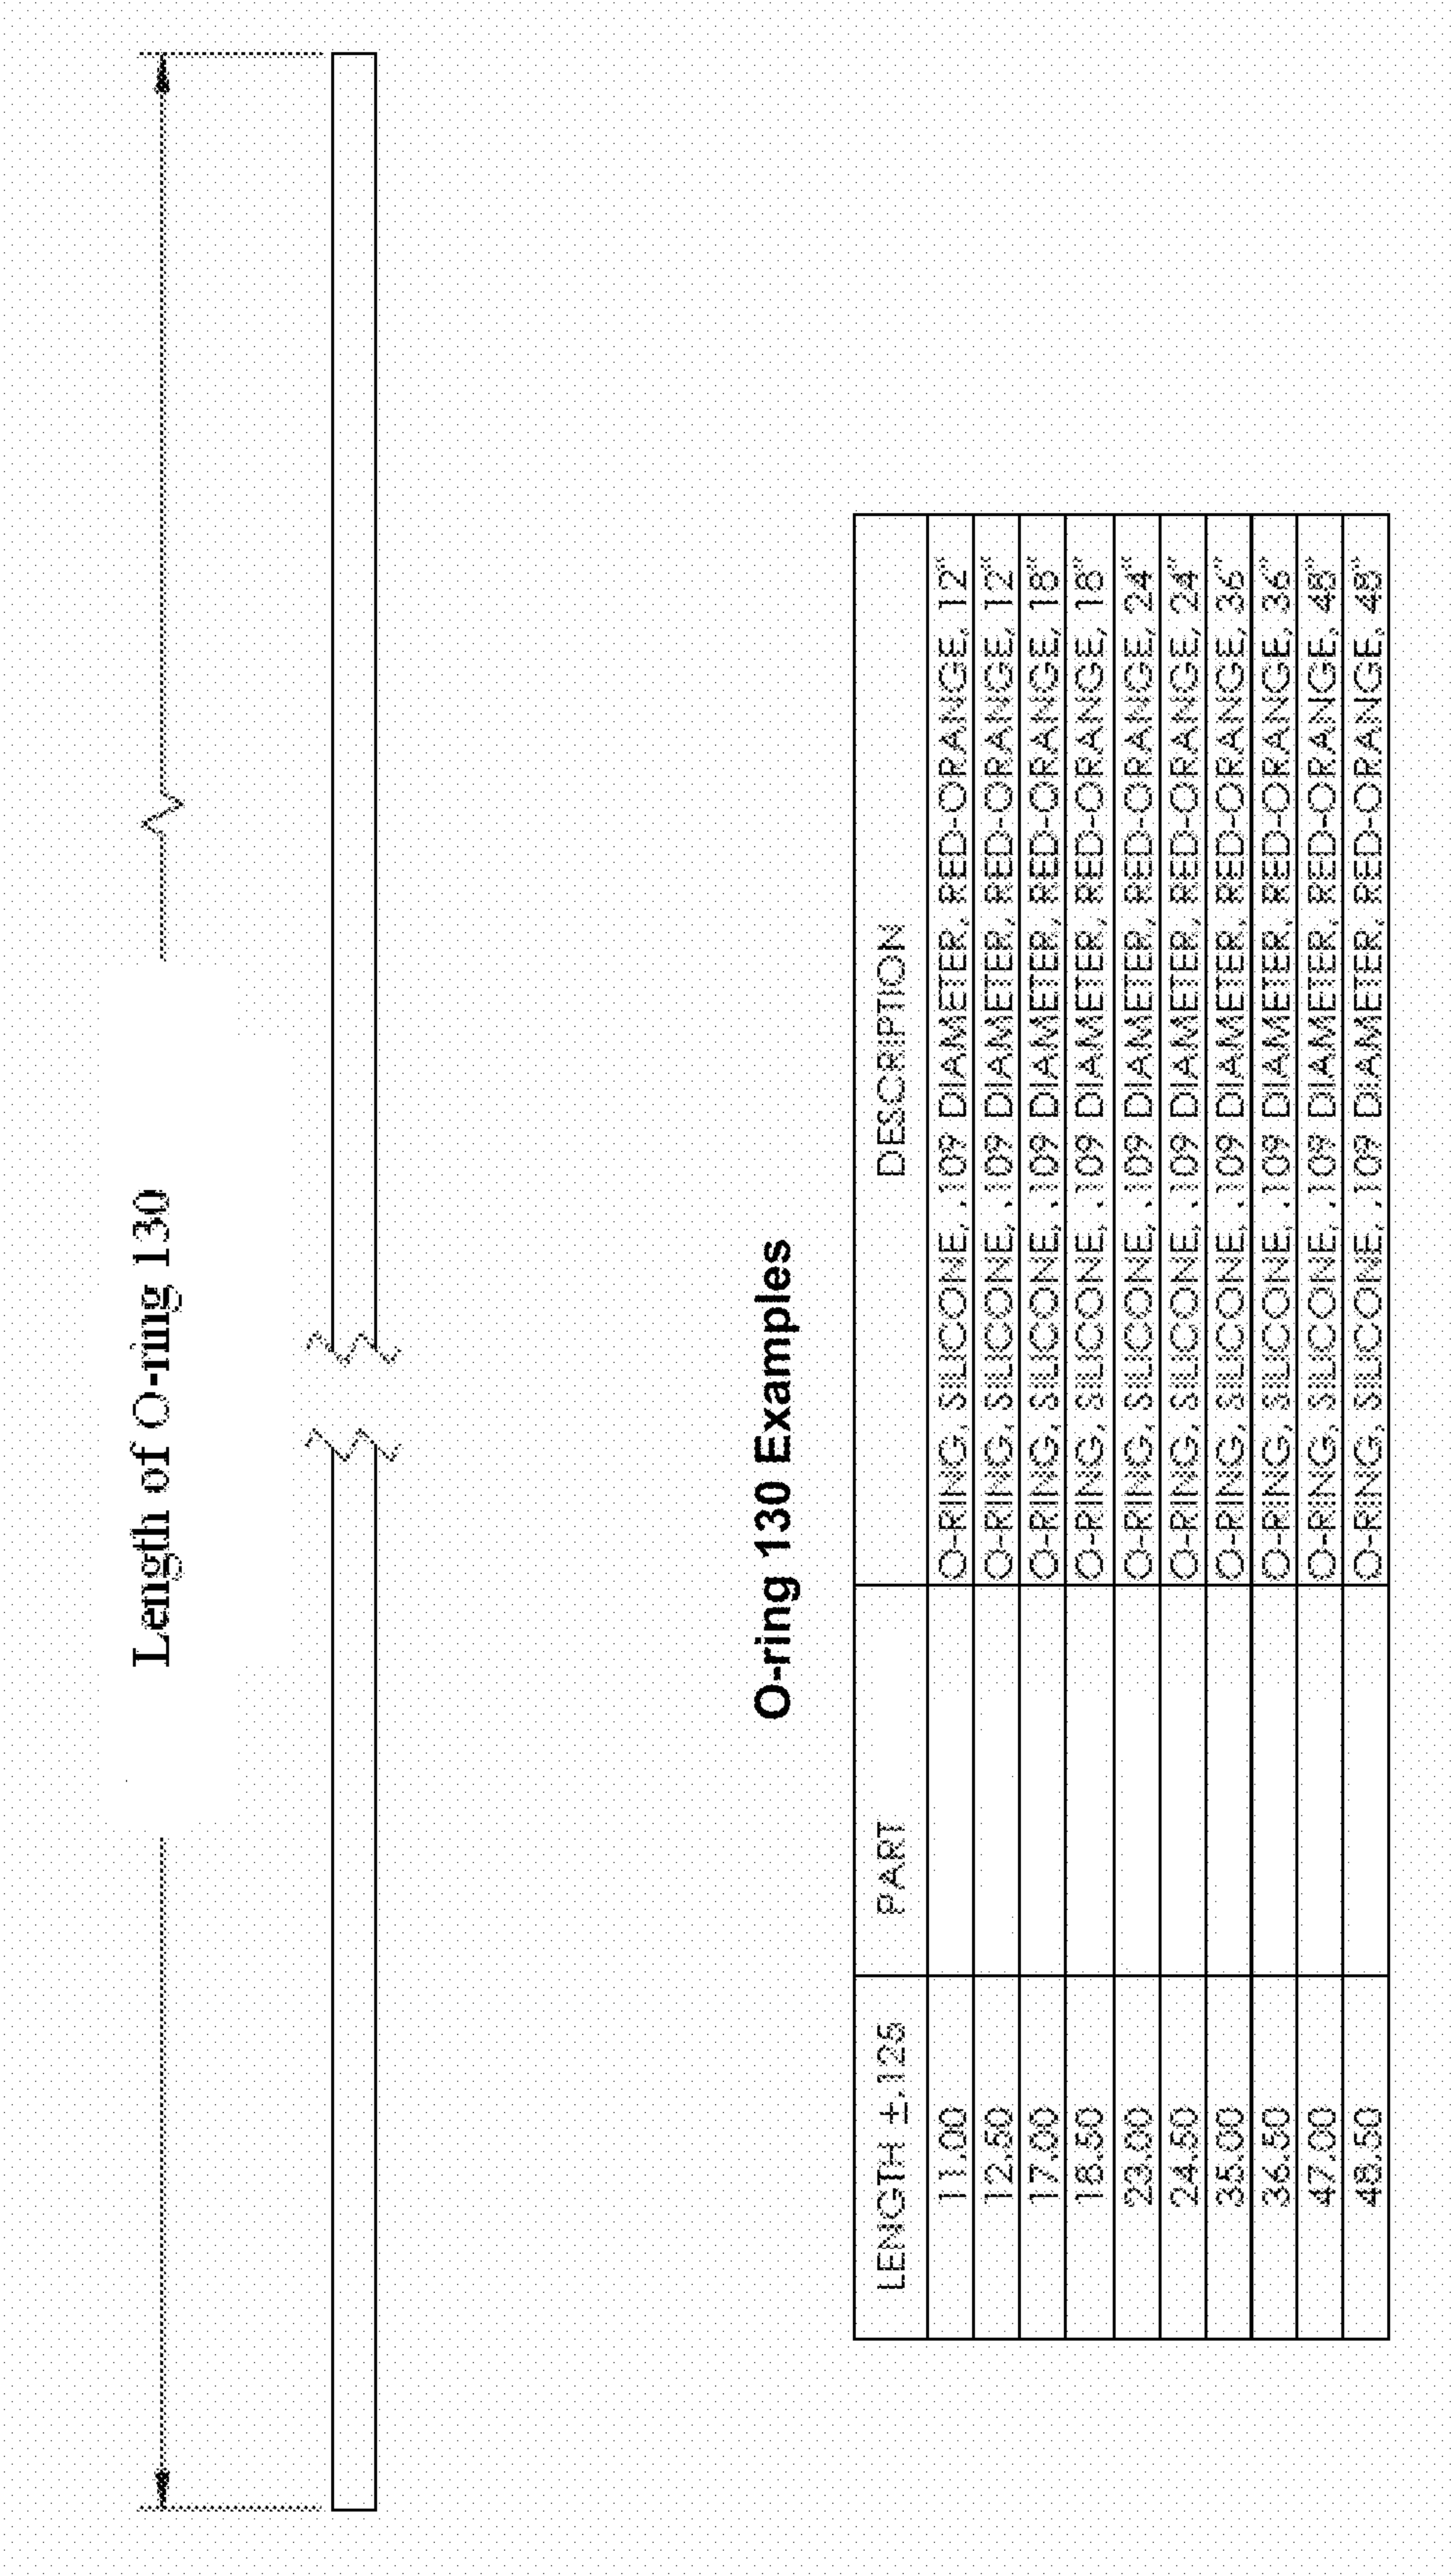 Length of O-ring 130
O-ring 130 Examples
LENGTH ±.125 PART DESCRIPTION
11.00 O-RING, SILICONE, .109 DIAMETER, RED-ORANGE, 12"
12.50 O-RING, SILICONE, .109 DIAMETER, RED-ORANGE, 12"
17.00 O-RING, SILICONE, .109 DIAMETER, RED-ORANGE, 18"
18.50 O-RING, SILICONE, .109 DIAMETER, RED-ORANGE, 18"
23.00 O-RING, SILICONE, .109 DIAMETER, RED-ORANGE, 24"
24.50 O-RING, SILICONE, .109 DIAMETER, RED-ORANGE, 24"
35.00 O-RING, SILICONE, .109 DIAMETER, RED-ORANGE, 36"
36.50 O-RING, SILICONE, .109 DIAMETER, RED-ORANGE, 36"
47.00 O-RING, SILICONE, .109 DIAMETER, RED-ORANGE, 48"
48.50 O-RING, SILICONE, .109 DIAMETER, RED-ORANGE, 48"